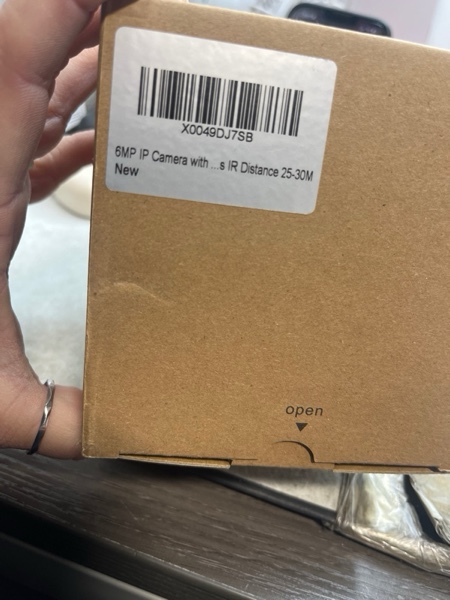 X0049DJ7SB
6MP IP Camera with ...s IR Distance 25-30M
New
open